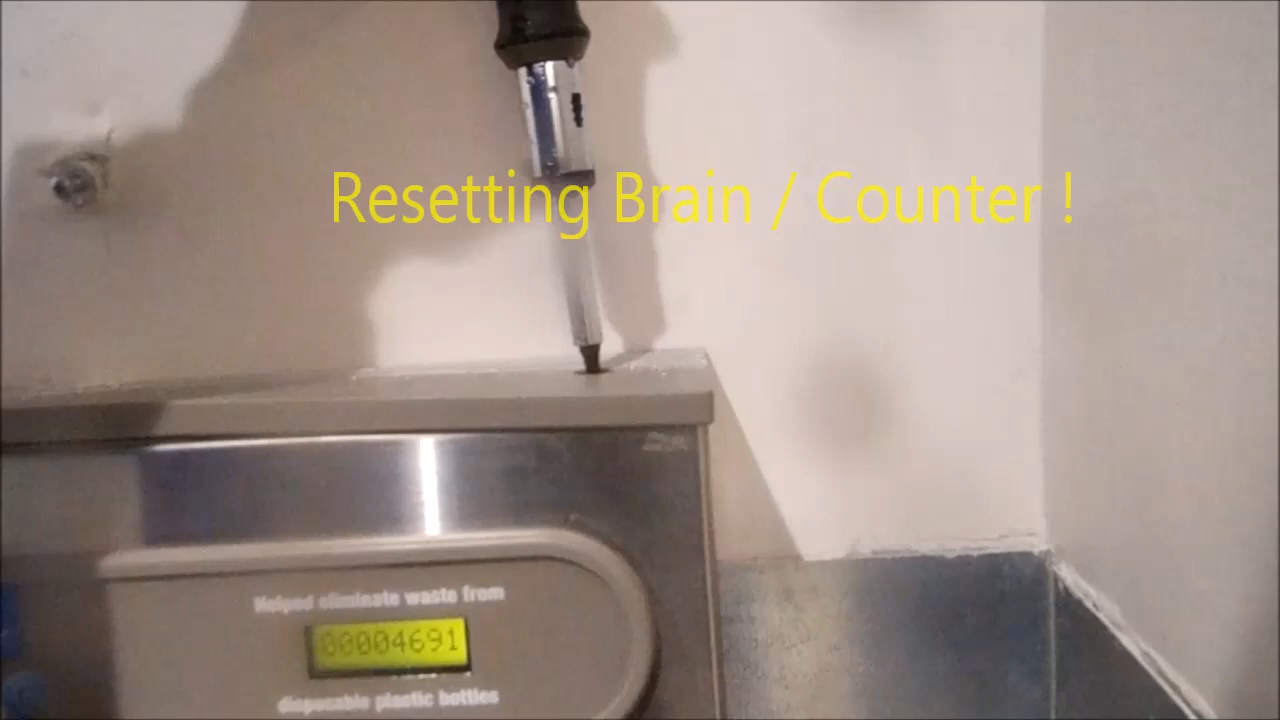 Resetting Brain / Counter !
Helped eliminate waste from
00004691
disposable plastic bottles